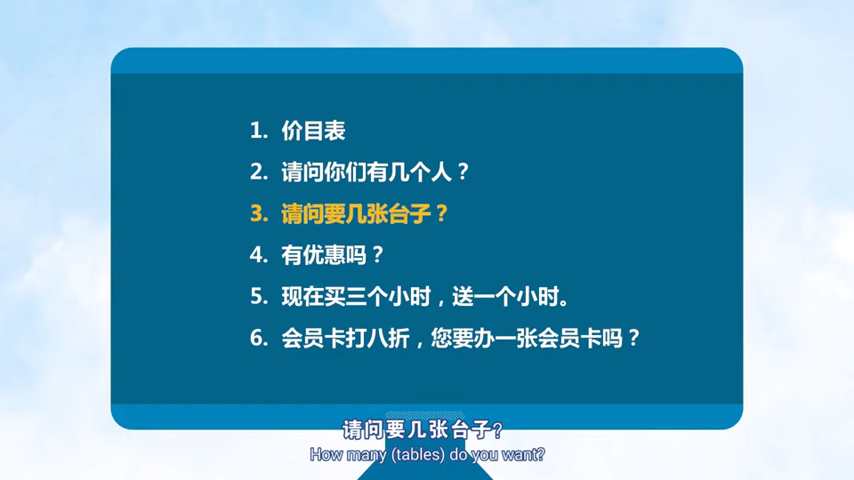 1. 价目表
2. 请问你们有几个人？
3. 请问要几张台子？
4. 有优惠吗？
5. 现在买三个小时，送一个小时。
6. 会员卡打八折，您要办一张会员卡吗？
请问要几张台子?
How many (tables) do you want?